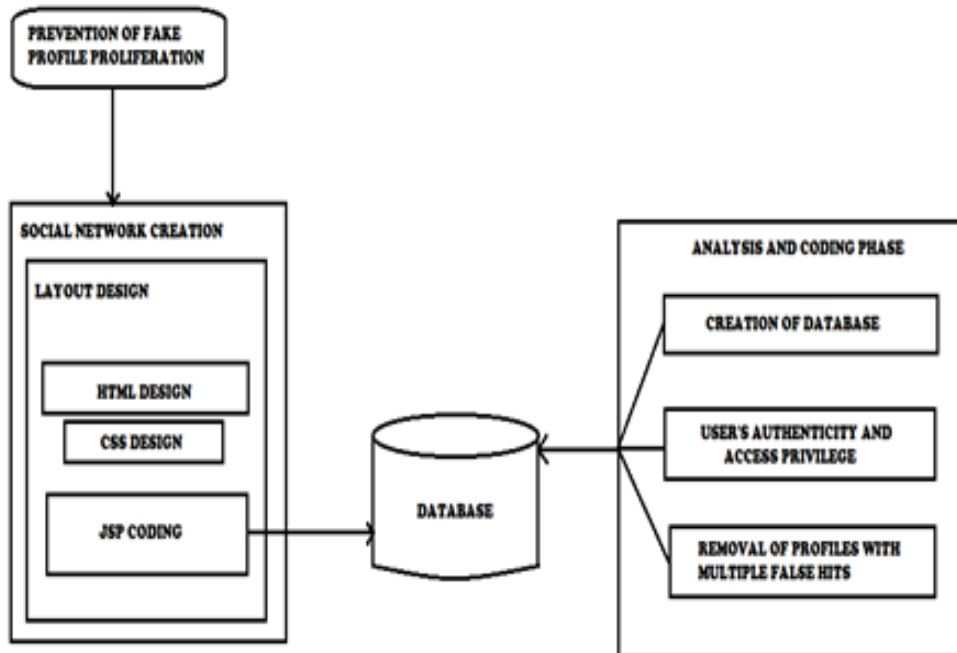 PREVENTION OF FAKE
PROFILE PROLIFERATION
SOCIAL NETWORK CREATION
LAYOUT DESIGN
HTML DESIGN
CSS DESIGN
JSP CODING
DATABASE
ANALYSIS AND CODING PHASE
CREATION OF DATABASE
USER'S AUTHENTICITY AND
ACCESS PRIVILEGE
REMOVAL OF PROFILES WITH
MULTIPLE FALSE HITS